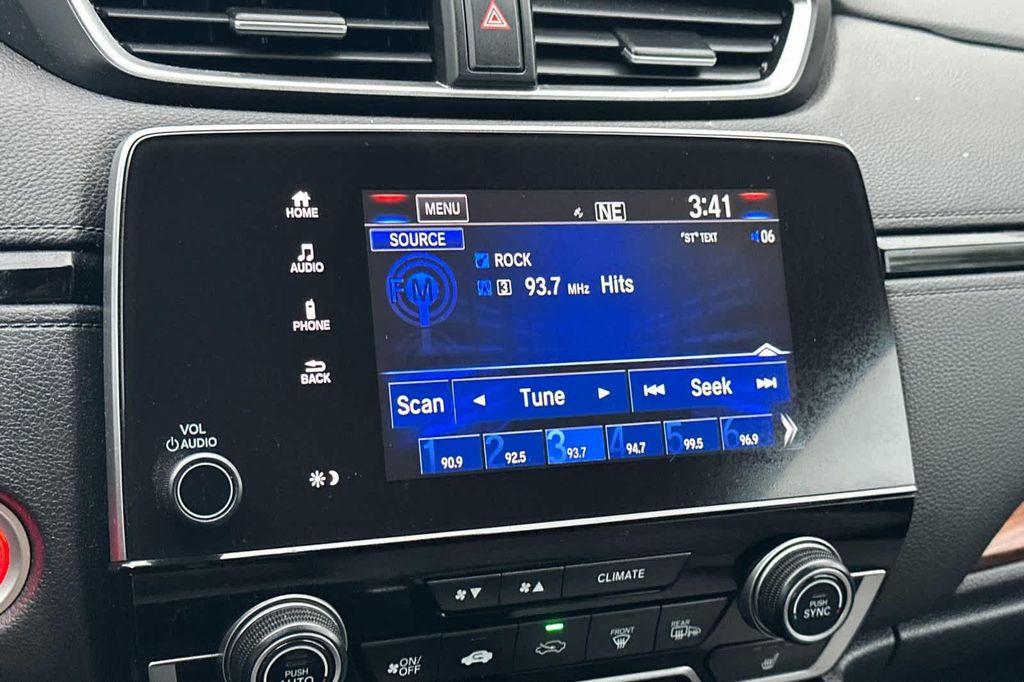 HOME
AUDIO
PHONE
BACK
VOL
AUDIO
MENU
NE
3:41
SOURCE
"ST" TEXT
06
FM
ROCK
3 93.7 MHz Hits
Scan
Tune
Seek
1 90.9
2 92.5
3 93.7
4 94.7
5 99.5
6 96.9
CLIMATE
PUSH
SYNC
PUSH
AUTO
ON/
OFF
FRONT
REAR